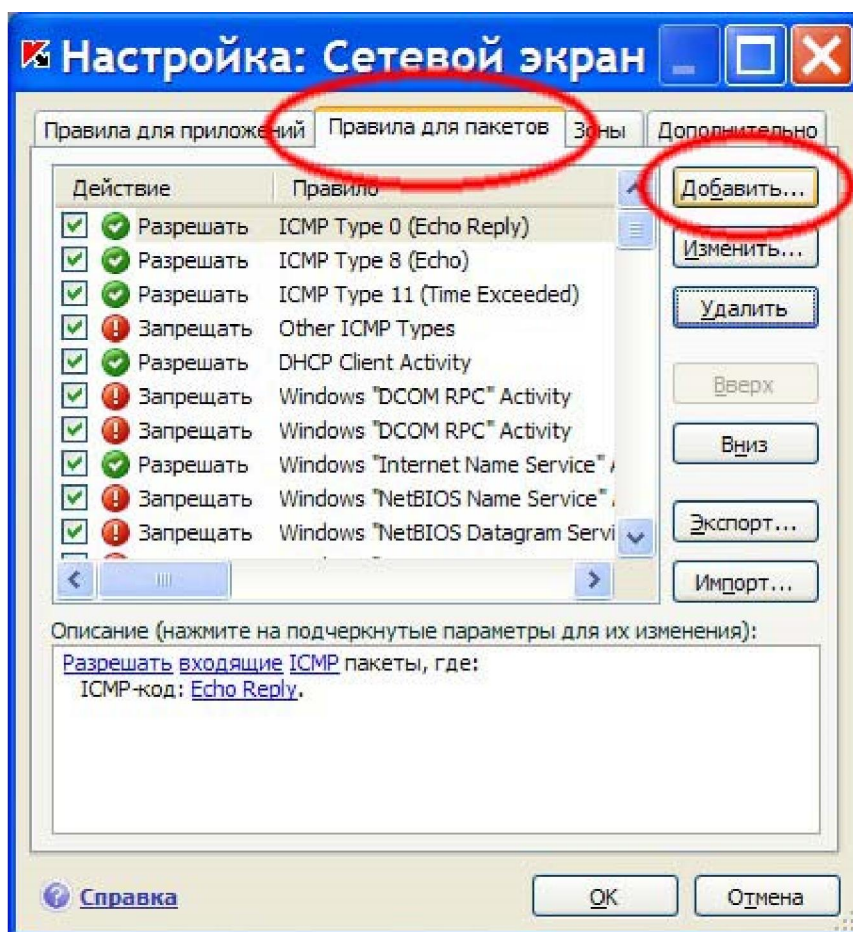 Настройка: Сетевой экран
Правила для приложений Правила для пакетов Зоны Дополнительно
Действие Правило
Разрешать ICMP Type 0 (Echo Reply)
Разрешать ICMP Type 8 (Echo)
Разрешать ICMP Type 11 (Time Exceeded)
Запрещать Other ICMP Types
Разрешать DHCP Client Activity
Запрещать Windows "DCOM RPC" Activity
Запрещать Windows "DCOM RPC" Activity
Разрешать Windows "Internet Name Service"
Запрещать Windows "NetBIOS Name Service"
Запрещать Windows "NetBIOS Datagram Servi
Добавить...
Изменить...
Удалить
Вверх
Вниз
Экспорт...
Импорт...
Описание (нажмите на подчеркнутые параметры для их изменения):
Разрешать входящие ICMP пакеты, где:
ICMP-код: Echo Reply.
Справка
OK Отмена